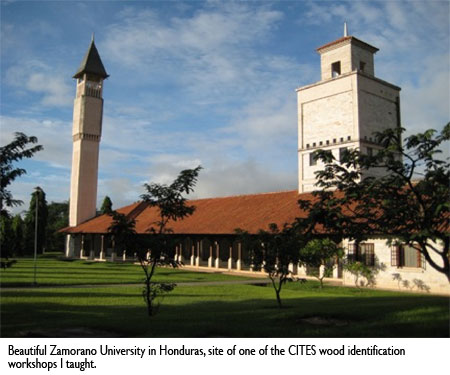 Beautiful Zamorano University in Honduras, site of one of the CITES wood identification
workshops I taught.